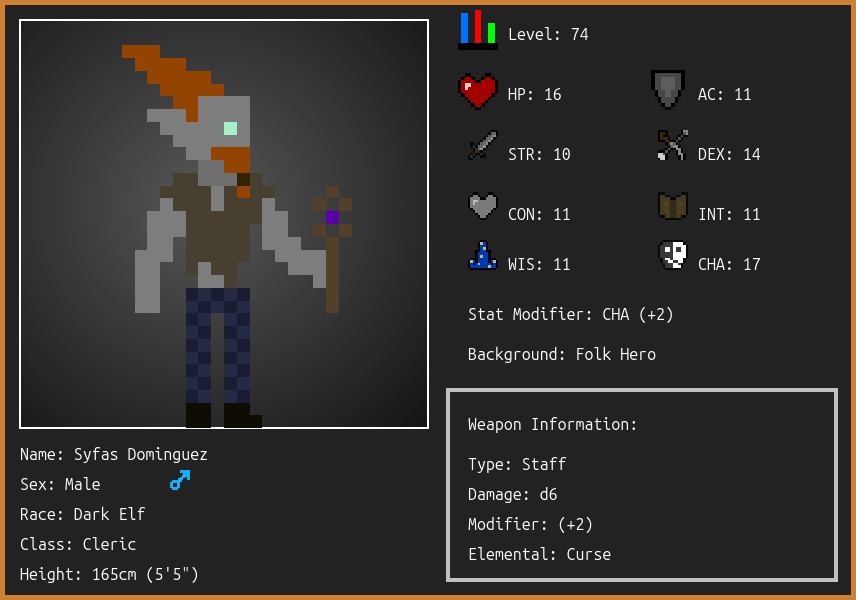 Level: 74
HP: 16
AC: 11
STR: 10
DEX: 14
CON: 11
INT: 11
WIS: 11
CHA: 17
Stat Modifier: CHA (+2)
Background: Folk Hero
Weapon Information:
Type: Staff
Damage: d6
Modifier: (+2)
Elemental: Curse
Name: Syfas Dominguez
Sex: Male
Race: Dark Elf
Class: Cleric
Height: 165cm (5'5")